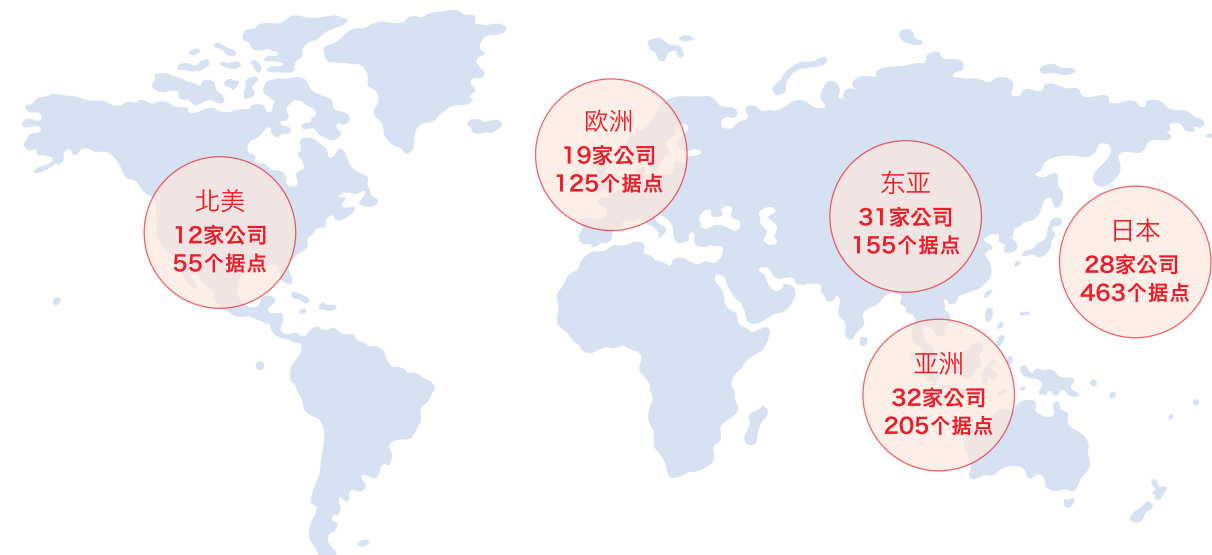 欧洲
19家公司
125个据点
东亚
31家公司
155个据点
北美
12家公司
55个据点
日本
28家公司
463个据点
亚洲
32家公司
205个据点